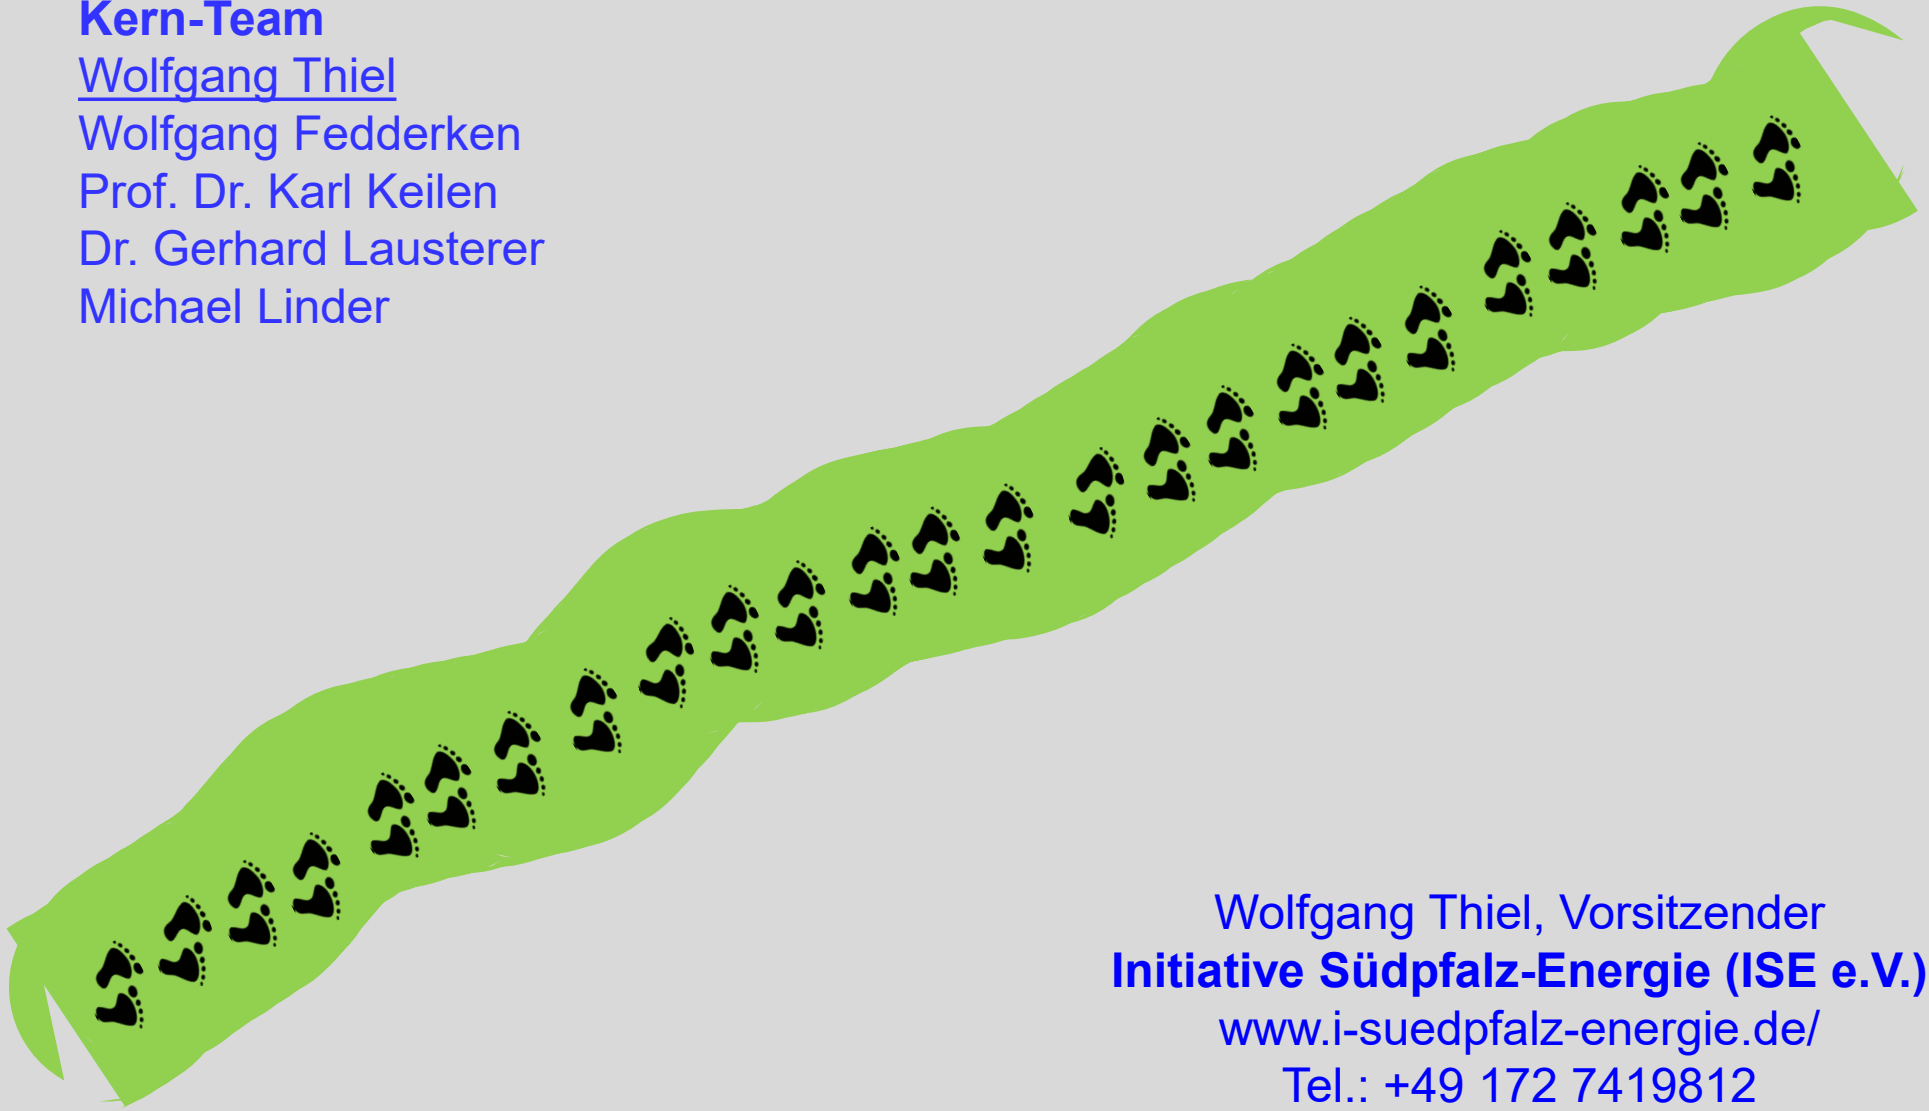 Kern-Team
Wolfgang Thiel
Wolfgang Fedderken
Prof. Dr. Karl Keilen
Dr. Gerhard Lausterer
Michael Linder
Wolfgang Thiel, Vorsitzender
Initiative Südpfalz-Energie (ISE e.V.)
www.i-suedpfalz-energie.de/
Tel.: +49 172 7419812